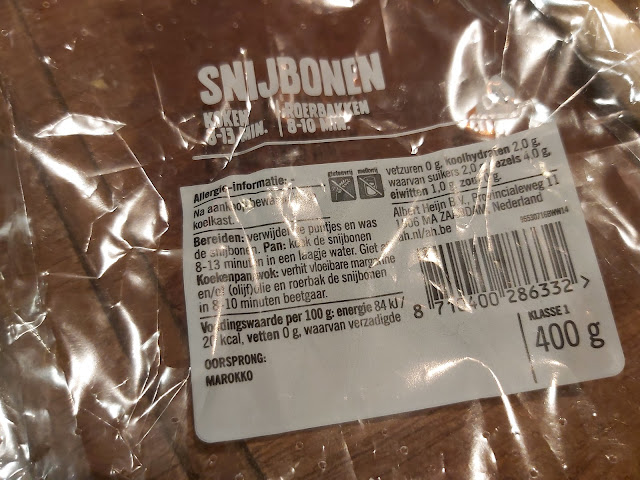 SNIJBONEN
KOKEN ROERBAKKEN
8-13 MIN. 8-10 MIN.
Allergie-informatie:
glutenvrij melkvrij
Na aankoop
koelkast.
Bereiden: verwijder de puntjes en was
de snijbonen. Pan: kook de snijbonen
8-13 minuten in een laagje water. Giet af.
Koekenpan/wok: verhit vloeibare margarine
en/of (olijf)olie en roerbak de snijbonen
in 8-10 minuten beetgaar.
Voedingswaarde per 100 g: energie 84 kJ /
20 kcal, vetten 0 g, waarvan verzadigde
OORSPRONG:
MAROKKO
vetzuren 0 g, koolhydraten 2.0 g,
waarvan suikers 2.0 g, vezels 4.0 g,
eiwitten 1.0 g, zout
Albert Heijn B.V., Provincialeweg 11
1506 MA ZAANDAM, Nederland
ah.nl/ah.be
8 710400 286332 >
KLASSE 1
400 g